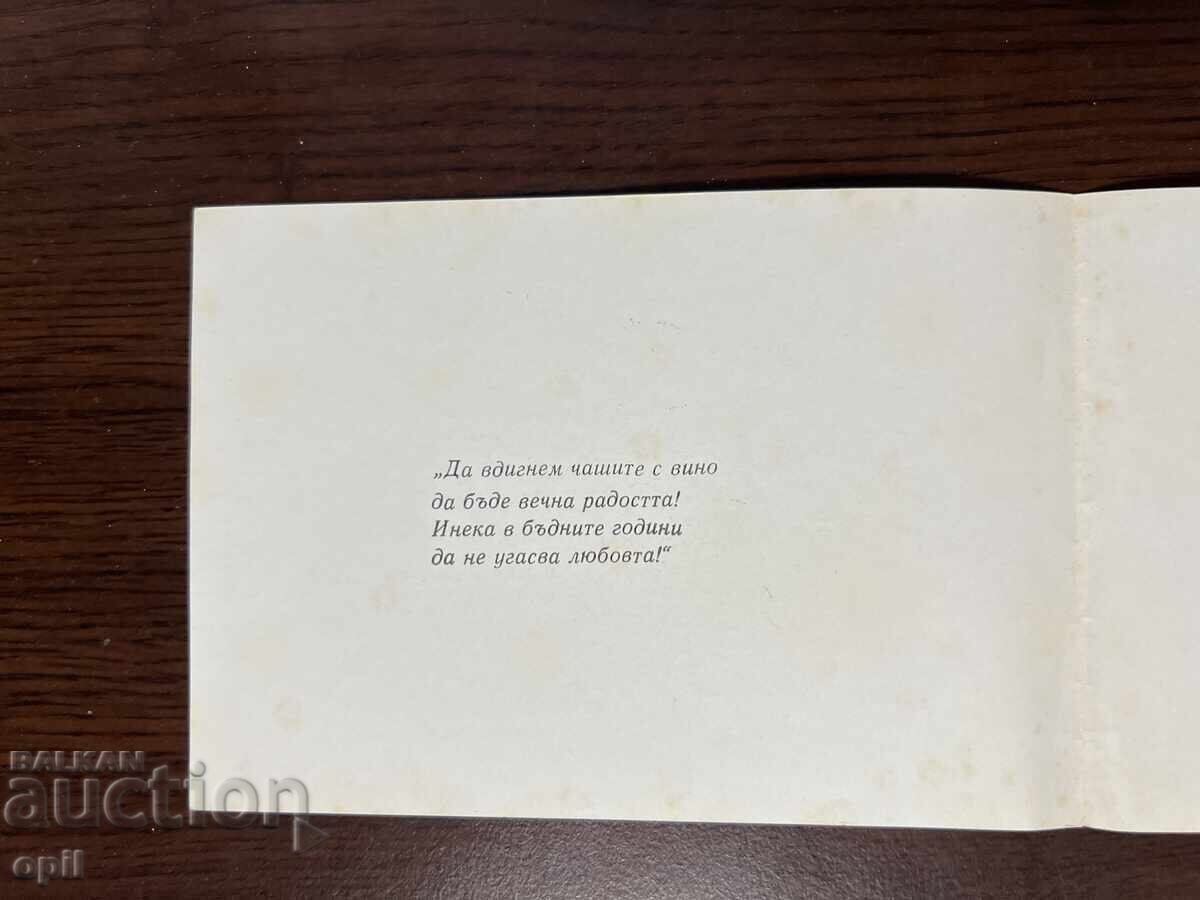 „Да вдигнем чашите с вино
да бъде вечна радостта!
Инека в бъдните години
да не угасва любовта!“
BALKAN
auction
opil